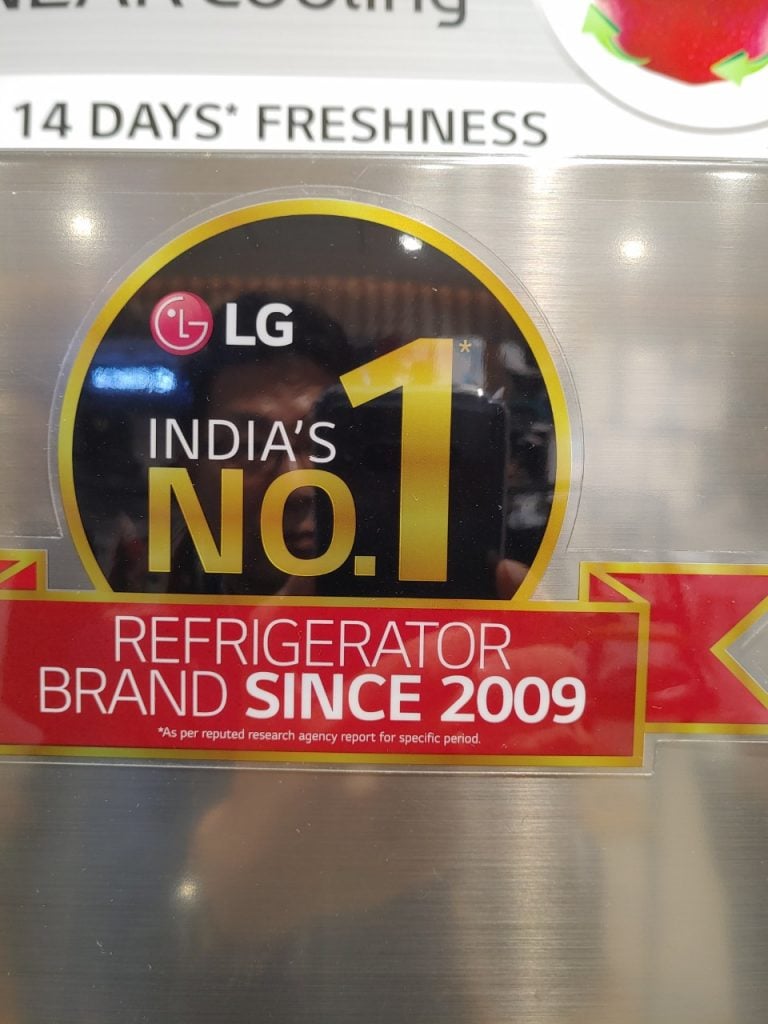 Cooling
14 DAYS* FRESHNESS
LG
INDIA'S
NO.1*
REFRIGERATOR
BRAND SINCE 2009
*As per reputed research agency report for specific period.